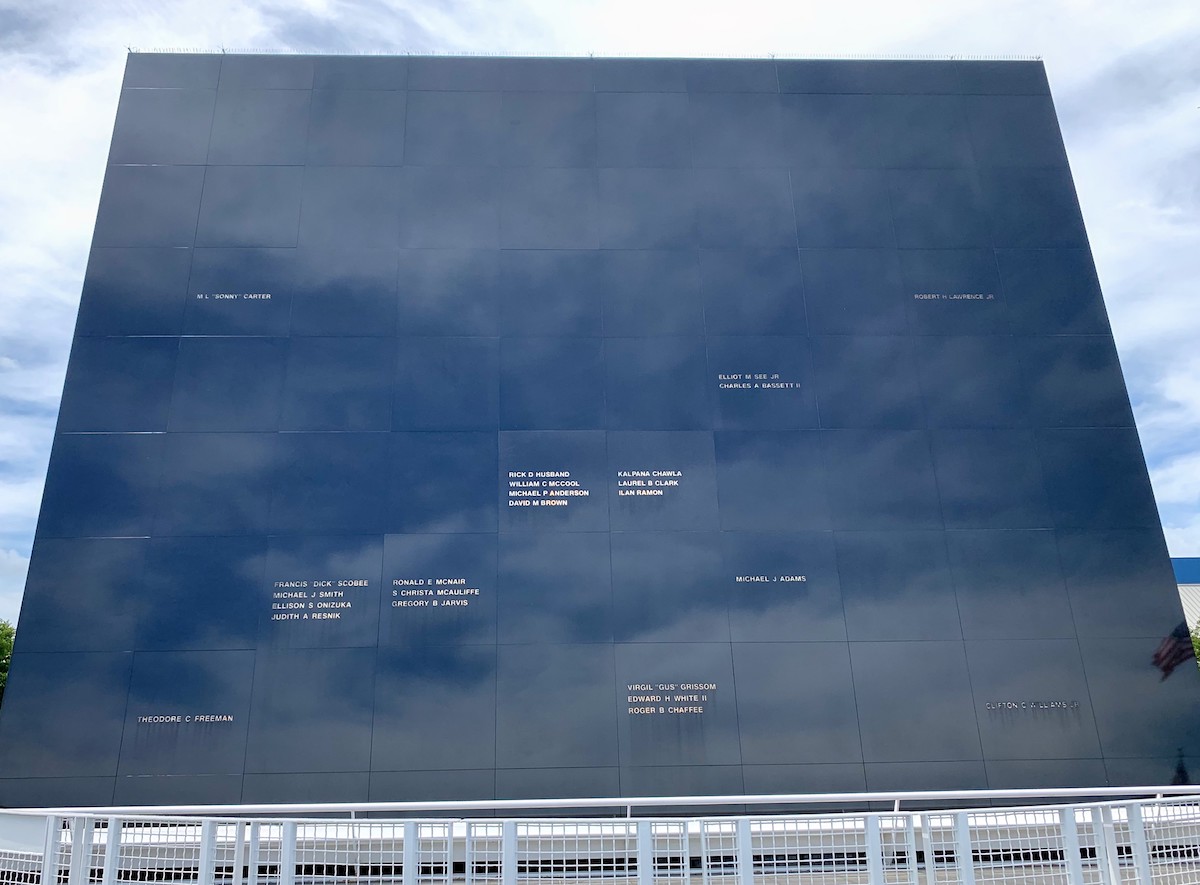 M L "SONNY" CARTER
ROBERT H LAWRENCE JR
ELLIOT M SEE JR
CHARLES A BASSETT II
RICK D HUSBAND
WILLIAM C MCCOOL
MICHAEL P ANDERSON
DAVID M BROWN
KALPANA CHAWLA
LAUREL B CLARK
ILAN RAMON
FRANCIS "DICK" SCOBEE
MICHAEL J SMITH
ELLISON S ONIZUKA
JUDITH A RESNIK
RONALD E MCNAIR
S CHRISTA MCAULIFFE
GREGORY B JARVIS
MICHAEL J ADAMS
THEODORE C FREEMAN
VIRGIL "GUS" GRISSOM
EDWARD H WHITE II
ROGER B CHAFFEE
CLIFTON C WILLIAMS JR